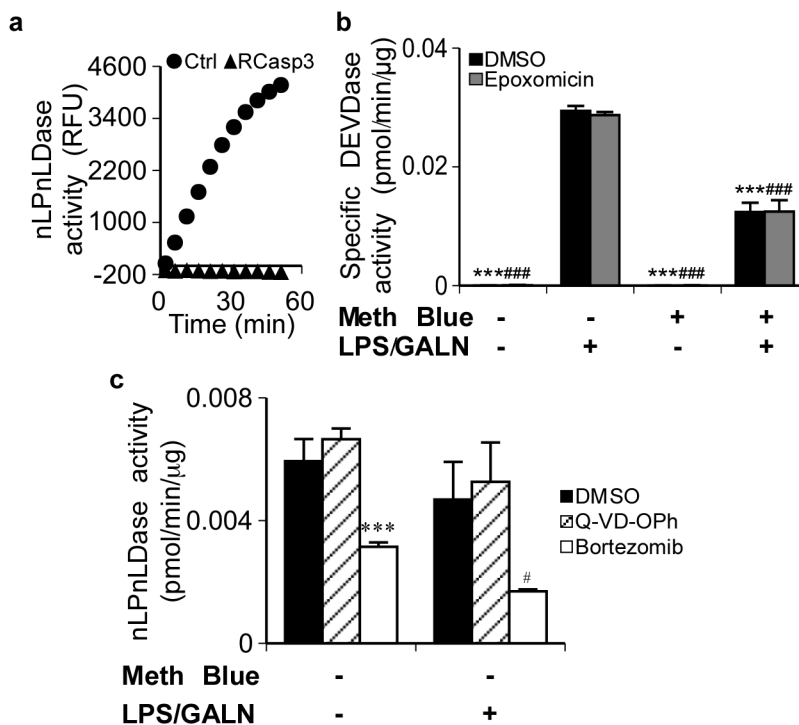 a
nLPnLDase
activity (RFU)
● Ctrl ▲RCasp3
4600
3400
2200
1000
-200
0 30 60
Time (min)
b
Specific DEVDase
activity (pmol/min/μg)
0.04
0.02
0
DMSO
Epoxomicin
***###
***###
***###
Meth Blue - - + +
LPS/GALN - + - +
c
nLPnLDase activity
(pmol/min/μg)
0.008
0.004
0
***
#
DMSO
Q-VD-OPh
Bortezomib
Meth Blue - -
LPS/GALN - +